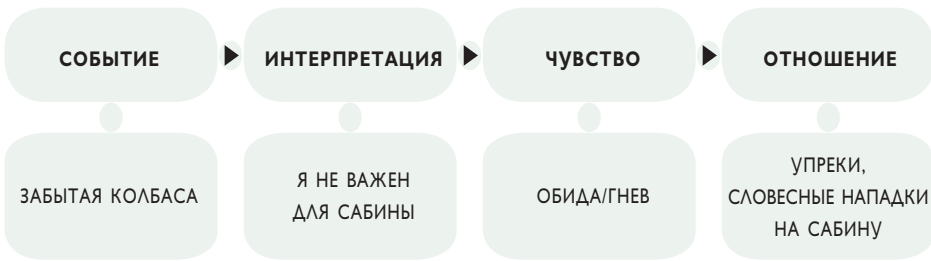 СОБЫТИЕ
ИНТЕРПРЕТАЦИЯ
ЧУВСТВО
ОТНОШЕНИЕ
ЗАБЫТАЯ КОЛБАСА
Я НЕ ВАЖЕН
ДЛЯ САБИНЫ
ОБИДА/ГНЕВ
УПРЕКИ,
СЛОВЕСНЫЕ НАПАДКИ
НА САБИНУ